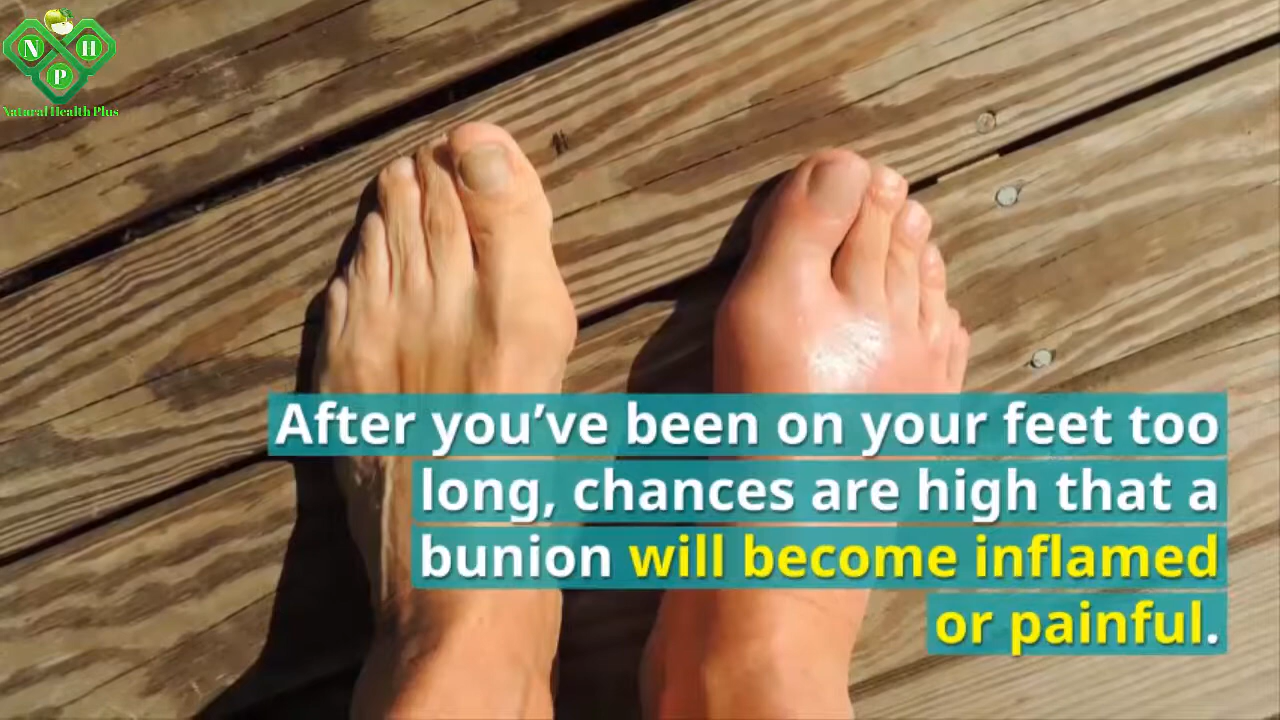 N H
P
Natural Health Plus
After you’ve been on your feet too
long, chances are high that a
bunion will become inflamed
or painful.